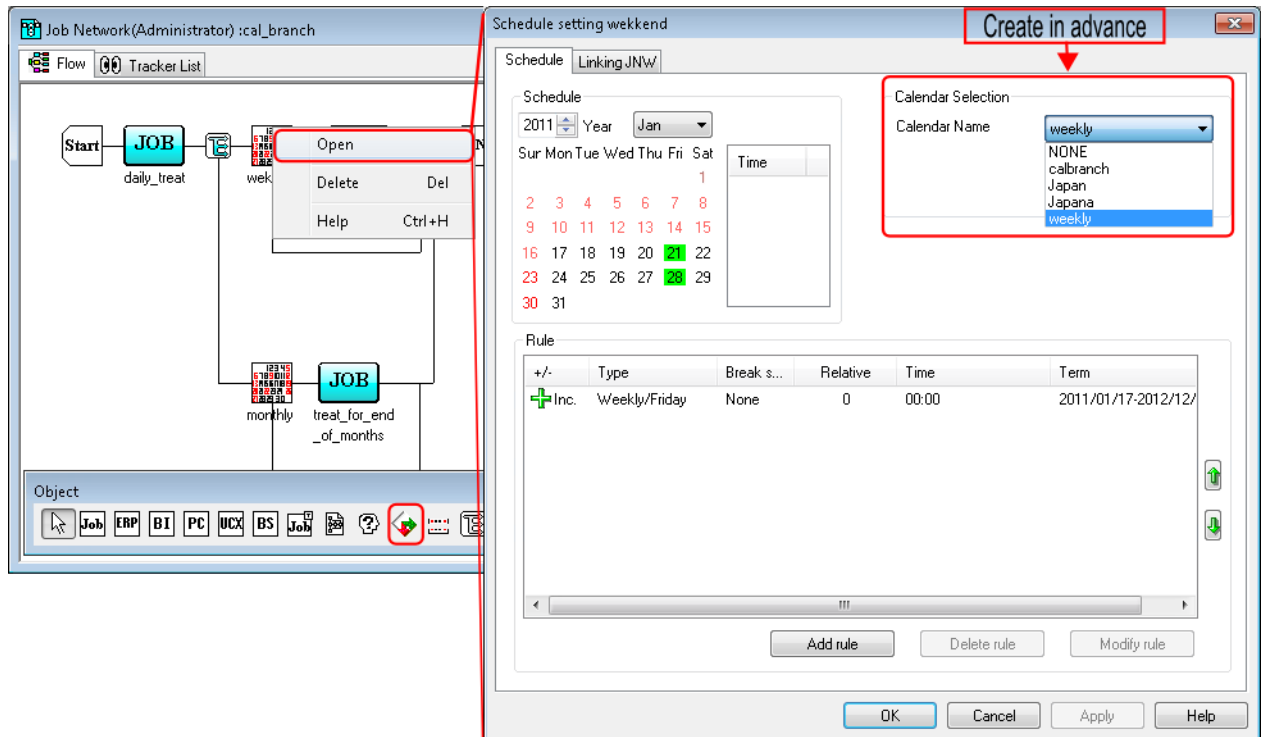 Job Network(Administrator) :cal_branch
Flow
Tracker List
Start
JOB
daily_treat
wek
Open
Delete Del
Help Ctrl+H
N
JOB
monthly
treat_for_end
_of_months
Object
Job ERP BI PC UCX BS Job
Schedule setting wekkend
Create in advance
Schedule
Linking JNW
Schedule
2011 Year Jan
Sur Mon Tue Wed Thu Fri Sat
1
2 3 4 5 6 7 8
9 10 11 12 13 14 15
16 17 18 19 20 21 22
23 24 25 26 27 28 29
30 31
Time
Calendar Selection
Calendar Name weekly
NONE
calbranch
Japan
Japana
weekly
Rule
+/- Type Break s... Relative Time Term
Inc. Weekly/Friday None 0 00:00 2011/01/17-2012/12/
Add rule Delete rule Modify rule
OK Cancel Apply Help